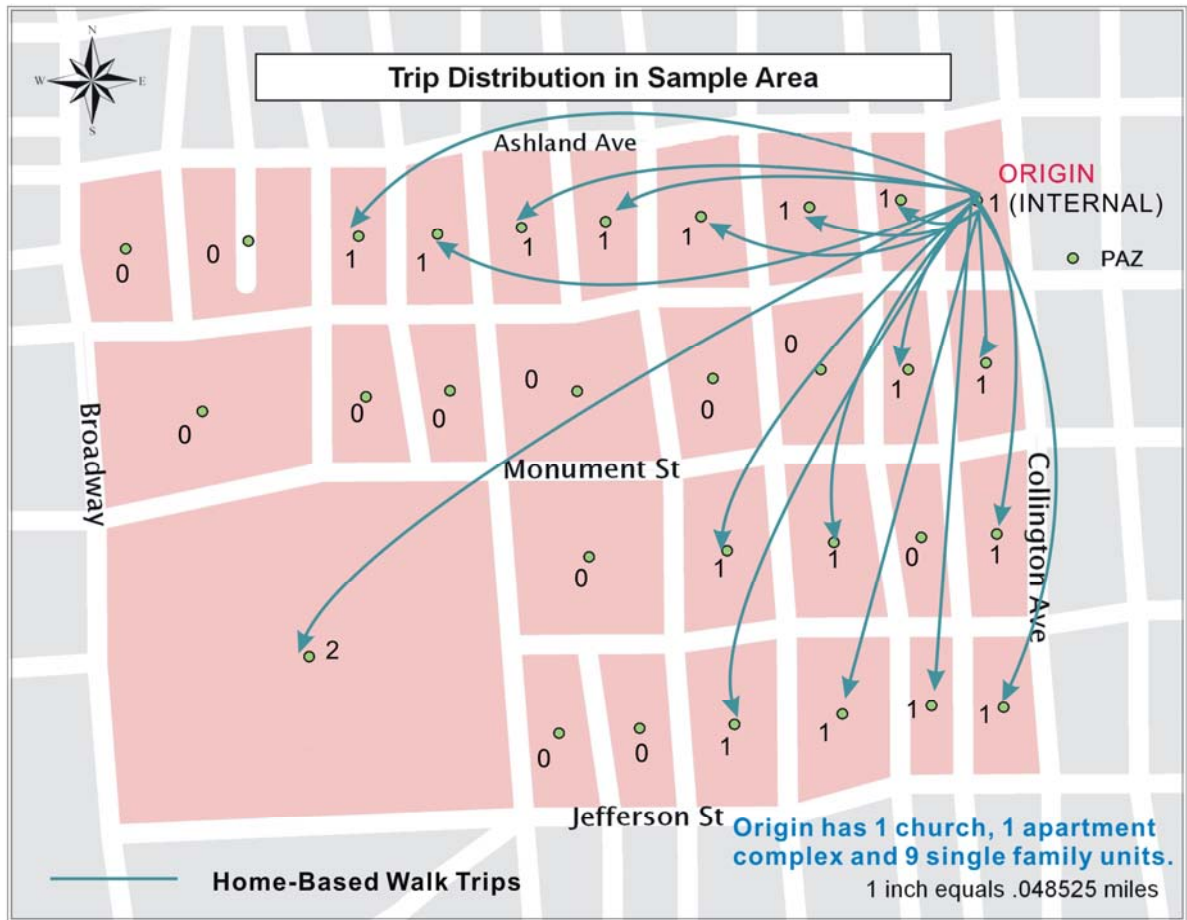 N
W E
S
Trip Distribution in Sample Area
Ashland Ave
ORIGIN
1 (INTERNAL)
PAZ
0 0 1 1 1 1 1 1 1
0 0 0 0 0 0 1 1
Broadway
Monument St
Collington Ave
0 1 1 0 1
2
0 0 1 1 1 1
Jefferson St
Origin has 1 church, 1 apartment
complex and 9 single family units.
Home-Based Walk Trips
1 inch equals .048525 miles